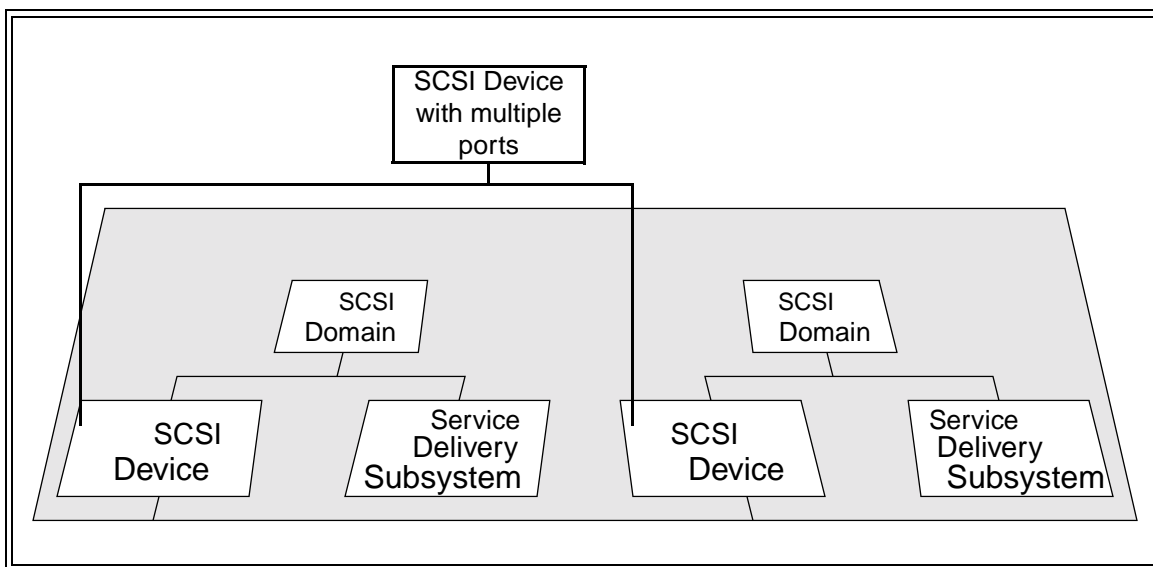 SCSI Device
with multiple
ports
SCSI
Domain
SCSI
Domain
SCSI
Device
Service
Delivery
Subsystem
SCSI
Device
Service
Delivery
Subsystem